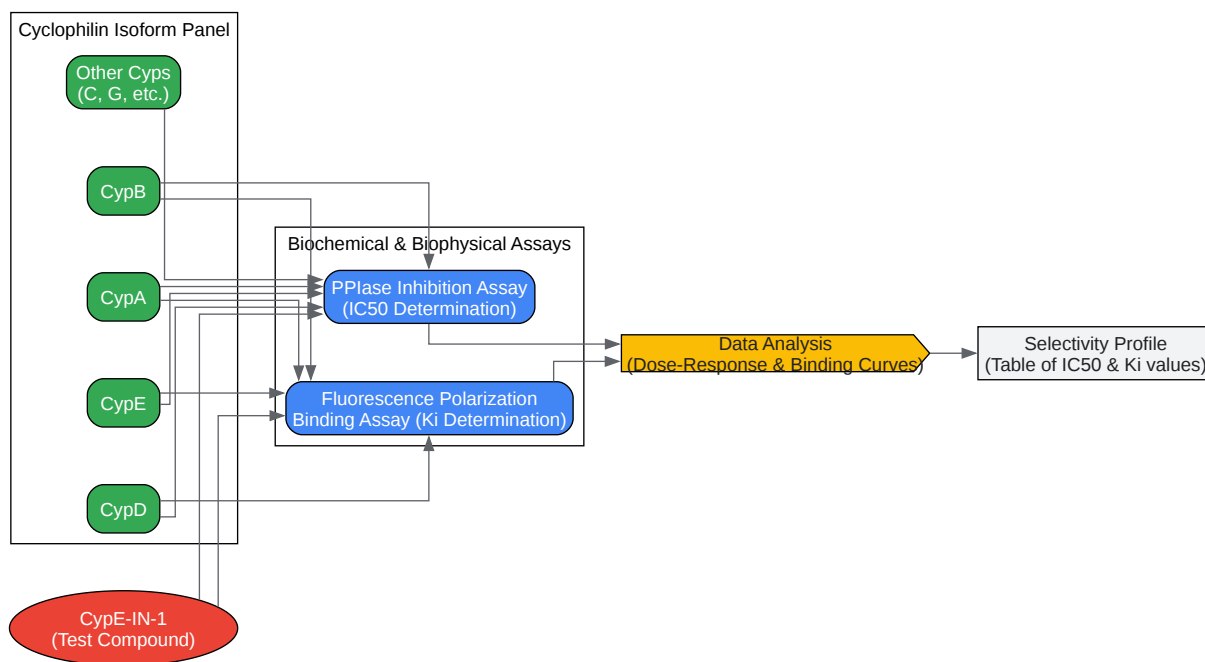 Cyclophilin Isoform Panel
Other Cyps
(C, G, etc.)
CypB
CypA
CypE
CypD
CypE-IN-1
(Test Compound)
Biochemical & Biophysical Assays
PPIase Inhibition Assay
(IC50 Determination)
Fluorescence Polarization
Binding Assay (Ki Determination)
Data Analysis
(Dose-Response & Binding Curves)
Selectivity Profile
(Table of IC50 & Ki values)